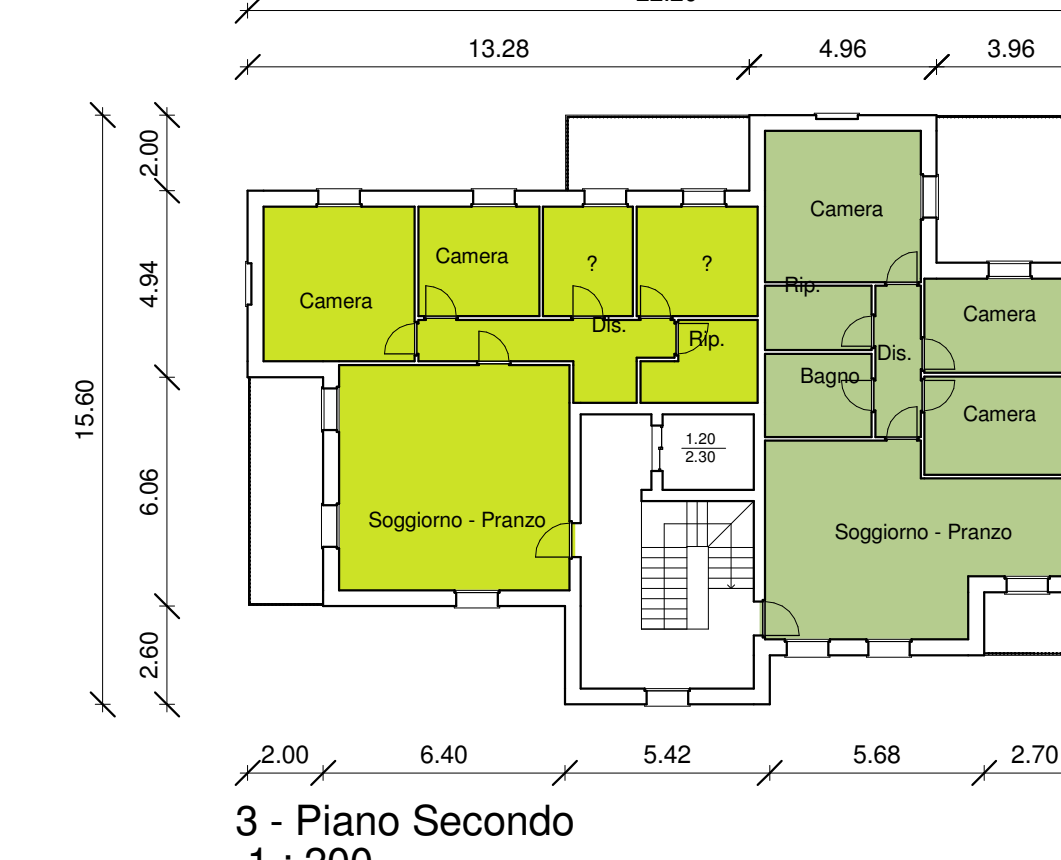 13.28 4.96 3.96
2.00
4.94
15.60
6.06
2.60
Camera
Camera
?
?
Dis.
Rip.
Soggiorno - Pranzo
1.20
2.30
Camera
Rip.
Camera
Dis.
Bagno
Camera
Soggiorno - Pranzo
2.00 6.40 5.42 5.68 2.70
3 - Piano Secondo
1 : 200